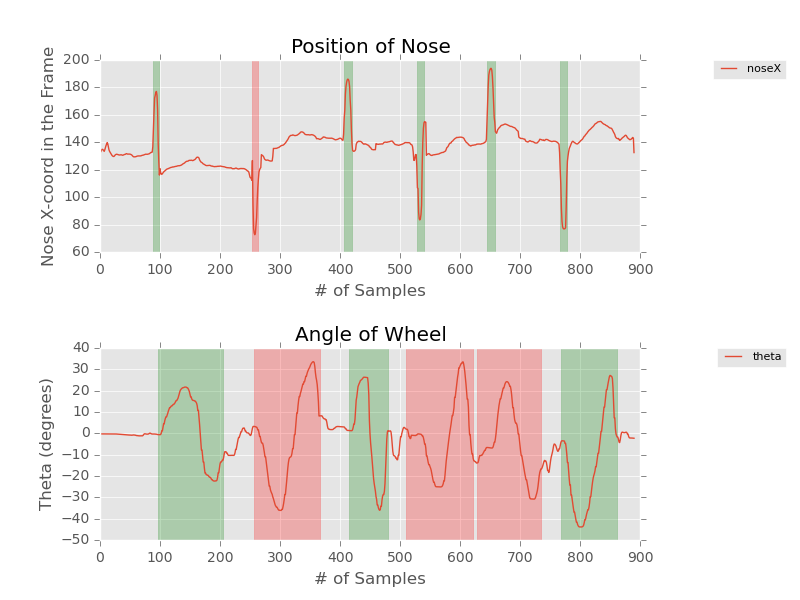 Position of Nose
Nose X-coord in the Frame
200
180
160
140
120
100
80
60
0 100 200 300 400 500 600 700 800 900
# of Samples
noseX
Angle of Wheel
Theta (degrees)
40
30
20
10
0
−10
−20
−30
−40
−50
0 100 200 300 400 500 600 700 800 900
# of Samples
theta